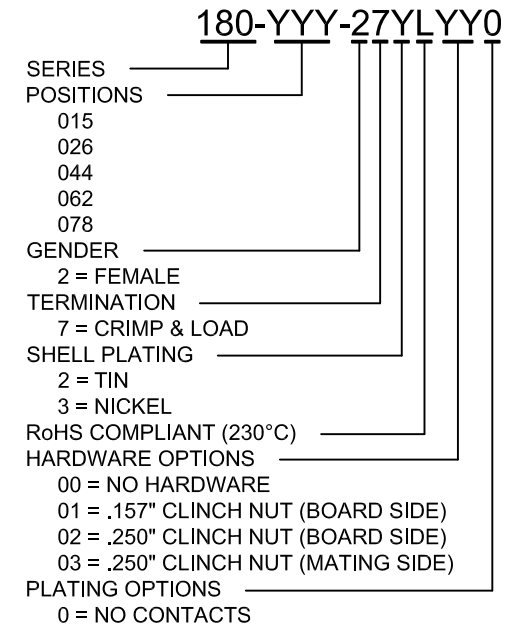 180-YYY-27YLYY0
SERIES
POSITIONS
015
026
044
062
078
GENDER
2 = FEMALE
TERMINATION
7 = CRIMP & LOAD
SHELL PLATING
2 = TIN
3 = NICKEL
RoHS COMPLIANT (230°C)
HARDWARE OPTIONS
00 = NO HARDWARE
01 = .157" CLINCH NUT (BOARD SIDE)
02 = .250" CLINCH NUT (BOARD SIDE)
03 = .250" CLINCH NUT (MATING SIDE)
PLATING OPTIONS
0 = NO CONTACTS